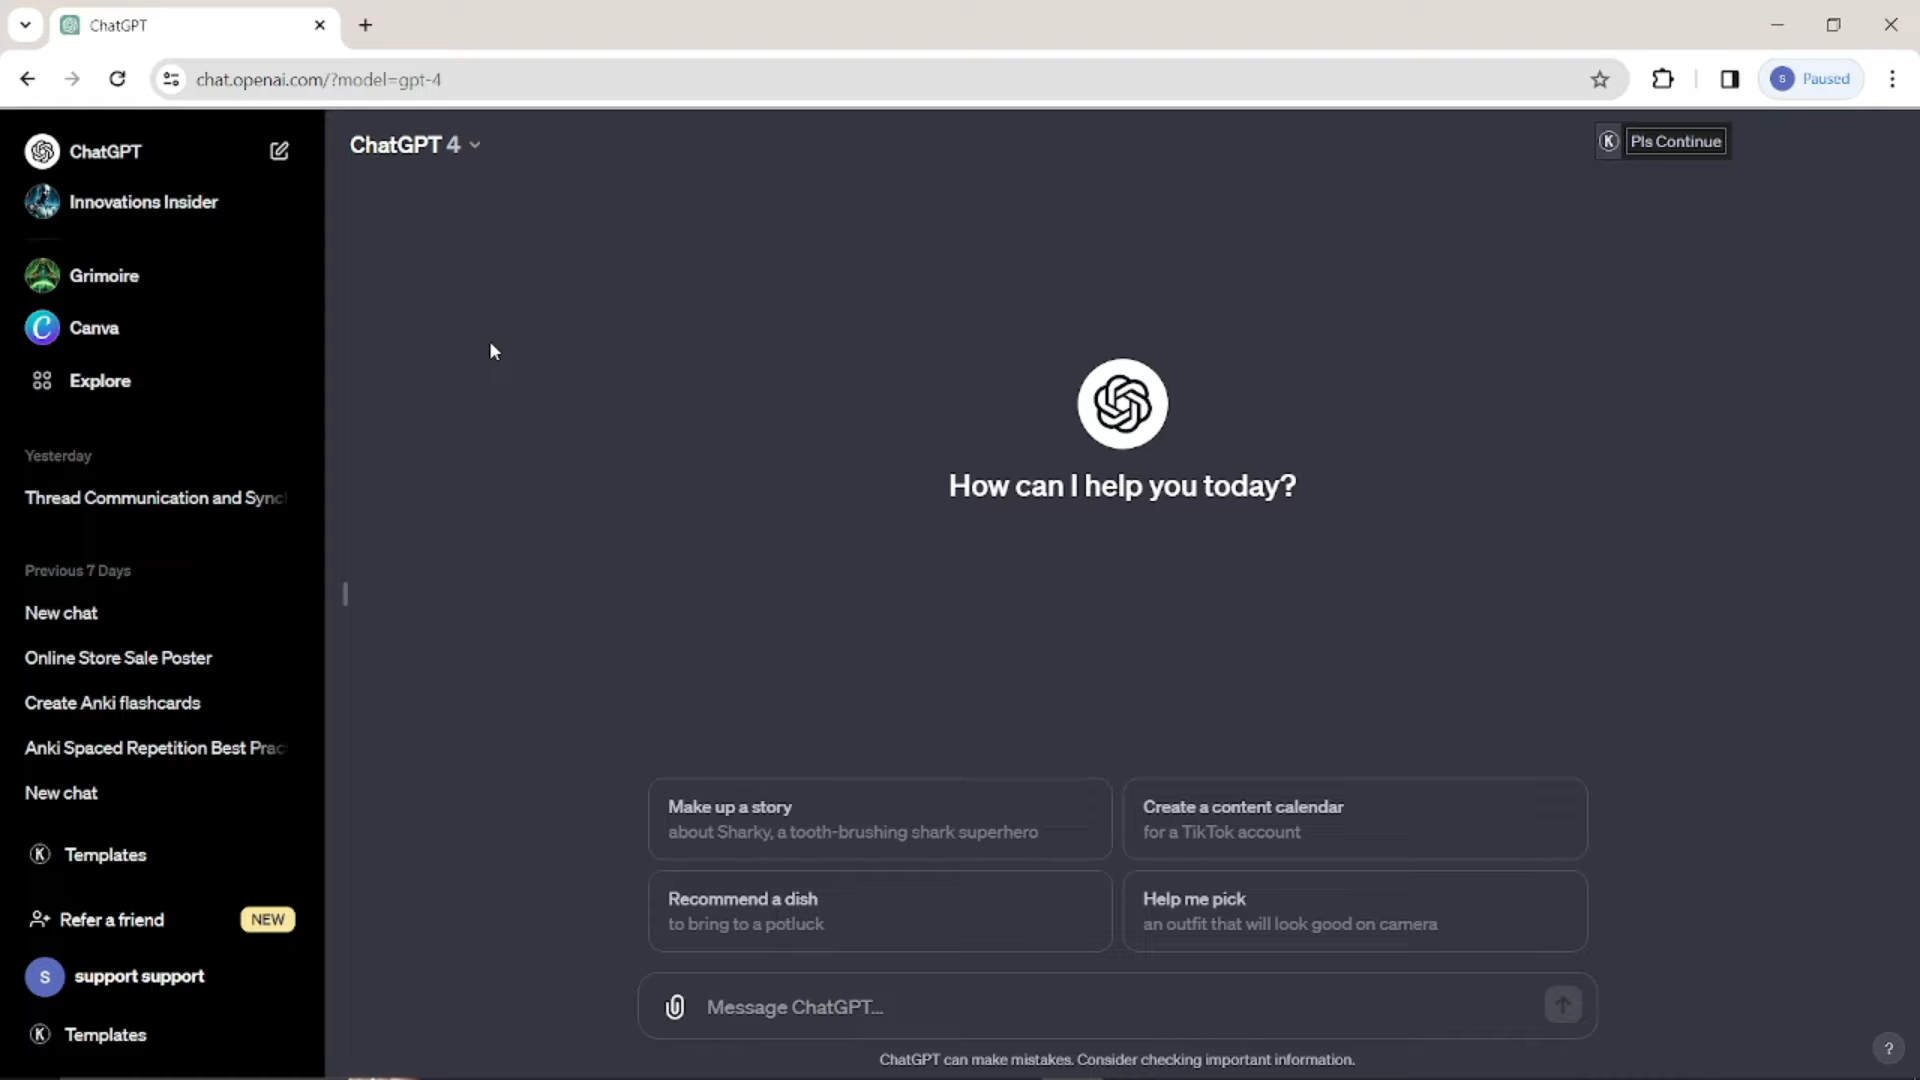 ChatGPT
chat.openai.com/?model=gpt-4
S Paused
ChatGPT
ChatGPT 4
K Pls Continue
Innovations Insider
Grimoire
C Canva
Explore
Yesterday
Thread Communication and Sync
How can I help you today?
Previous 7 Days
New chat
Online Store Sale Poster
Create Anki flashcards
Anki Spaced Repetition Best Prac
New chat
Make up a story
about Sharky, a tooth-brushing shark superhero
Create a content calendar
for a TikTok account
K Templates
Recommend a dish
to bring to a potluck
Help me pick
an outfit that will look good on camera
Refer a friend NEW
S support support
Message ChatGPT...
K Templates
ChatGPT can make mistakes. Consider checking important information.
?